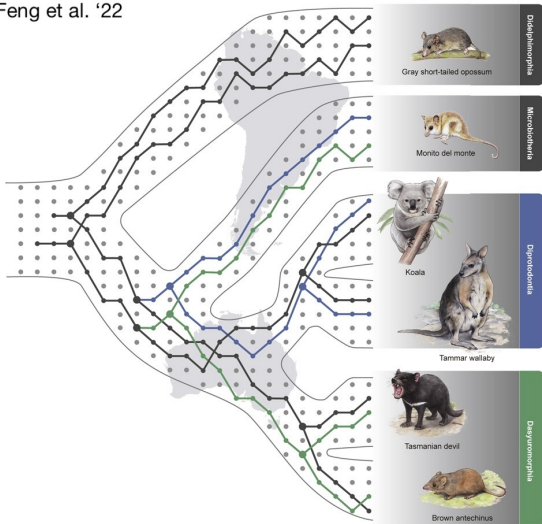 Feng et al. ‘22
Gray short-tailed opossum
Didelphimorphia
Monito del monte
Microbiotheria
Koala
Tammar wallaby
Diprotodontia
Tasmanian devil
Brown antechinus
Dasyuromorphia